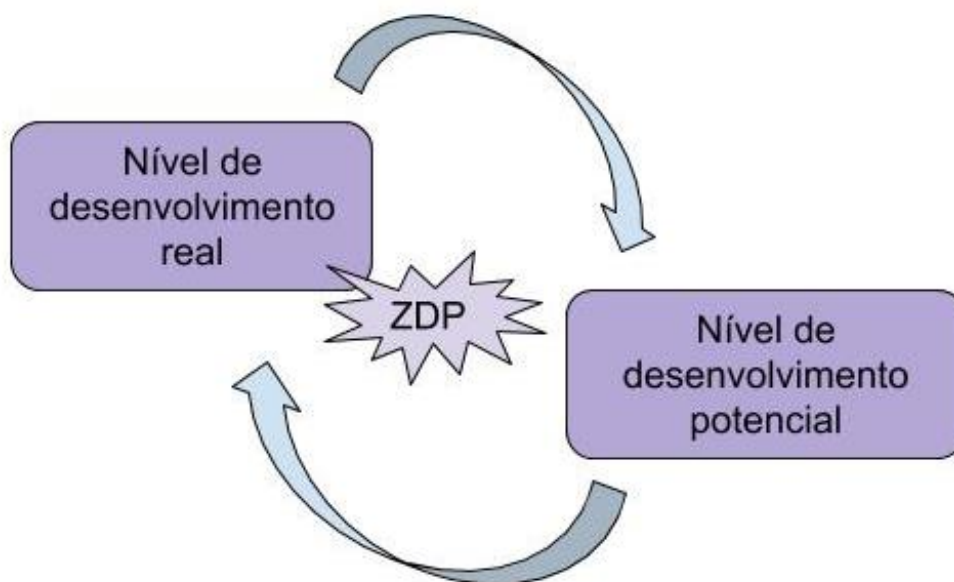 Nível de
desenvolvimento
real
ZDP
Nível de
desenvolvimento
potencial